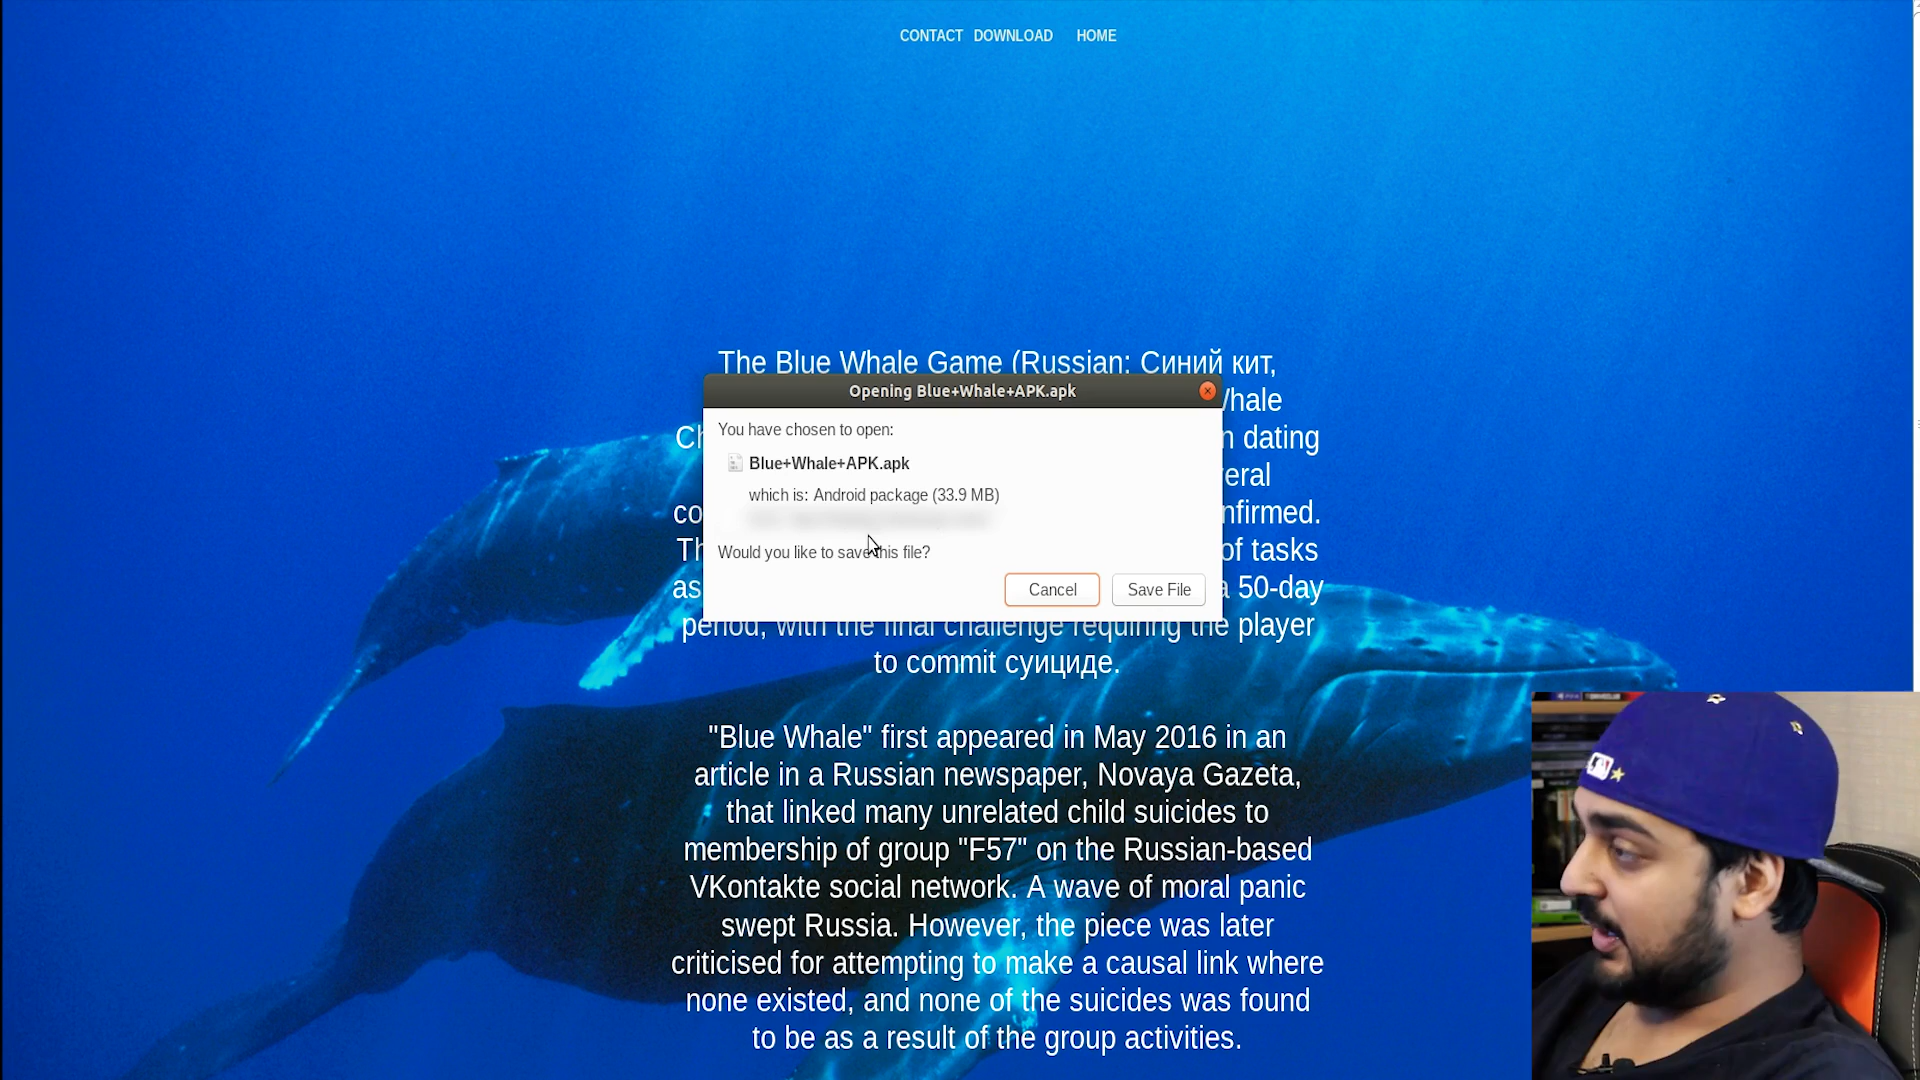 CONTACT DOWNLOAD HOME
The Blue Whale Game (Russian: Синий кит,
Opening Blue+Whale+APK.apk
Whale
You have chosen to open:
dating
Blue+Whale+APK.apk
which is: Android package (33.9 MB)
co nfirmed.
Would you like to save this file?
Th of tasks
Cancel Save File
as a 50-day
period, with the final challenge requiring the player
to commit суициде.
"Blue Whale" first appeared in May 2016 in an
article in a Russian newspaper, Novaya Gazeta,
that linked many unrelated child suicides to
membership of group "F57" on the Russian-based
VKontakte social network. A wave of moral panic
swept Russia. However, the piece was later
criticised for attempting to make a causal link where
none existed, and none of the suicides was found
to be as a result of the group activities.